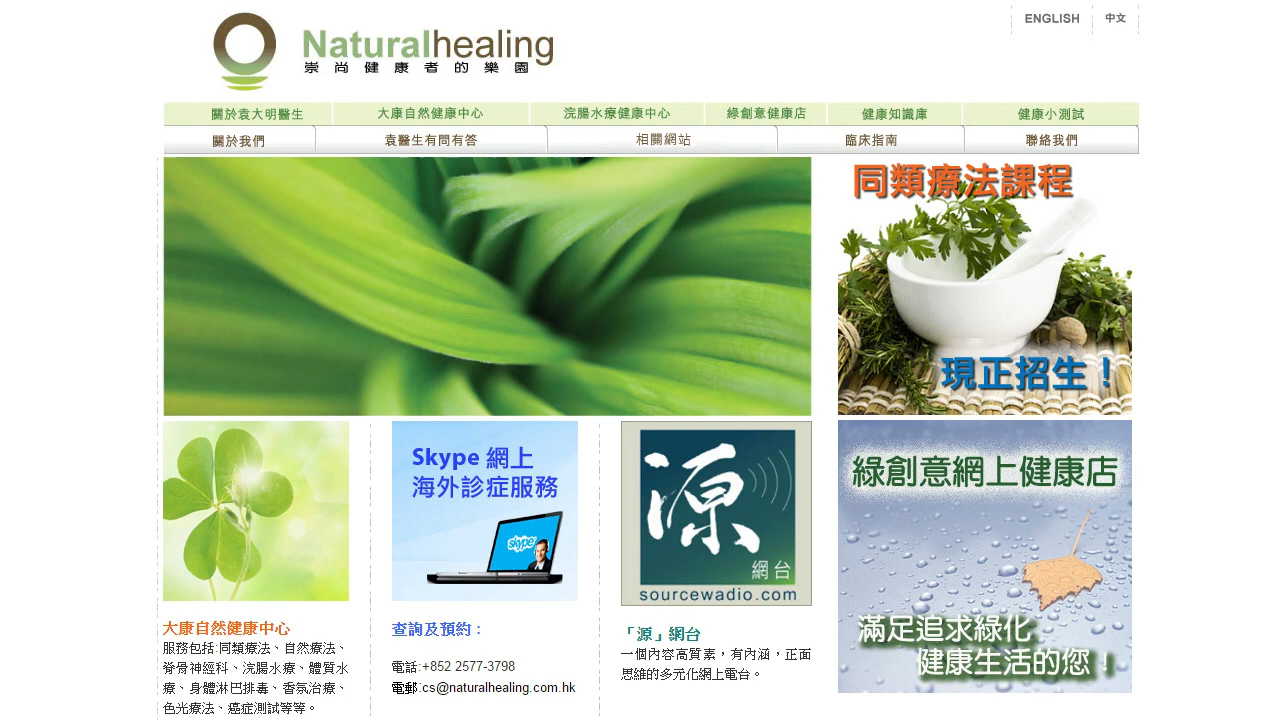 ENGLISH
中文
Naturalhealing
崇尚健康者的樂園
關於袁大明醫生
大康自然健康中心
浣腸水療健康中心
綠創意健康店
健康知識庫
健康小測試
關於我們
袁醫生有問有答
相關網站
臨床指南
聯絡我們
同類療法課程
現正招生！
Skype 網上
海外診症服務
skype
源
網台
sourcewadio.com
綠創意網上健康店
滿足追求綠化
健康生活的您！
大康自然健康中心
服務包括:同類療法、自然療法、
脊骨神經科、浣腸水療、體質水
療、身體淋巴排毒、香氛治療、
色光療法、癌症測試等等。
查詢及預約：
電話:+852 2577-3798
電郵:cs@naturalhealing.com.hk
「源」網台
一個內容高質素，有內涵，正面
思維的多元化網上電台。